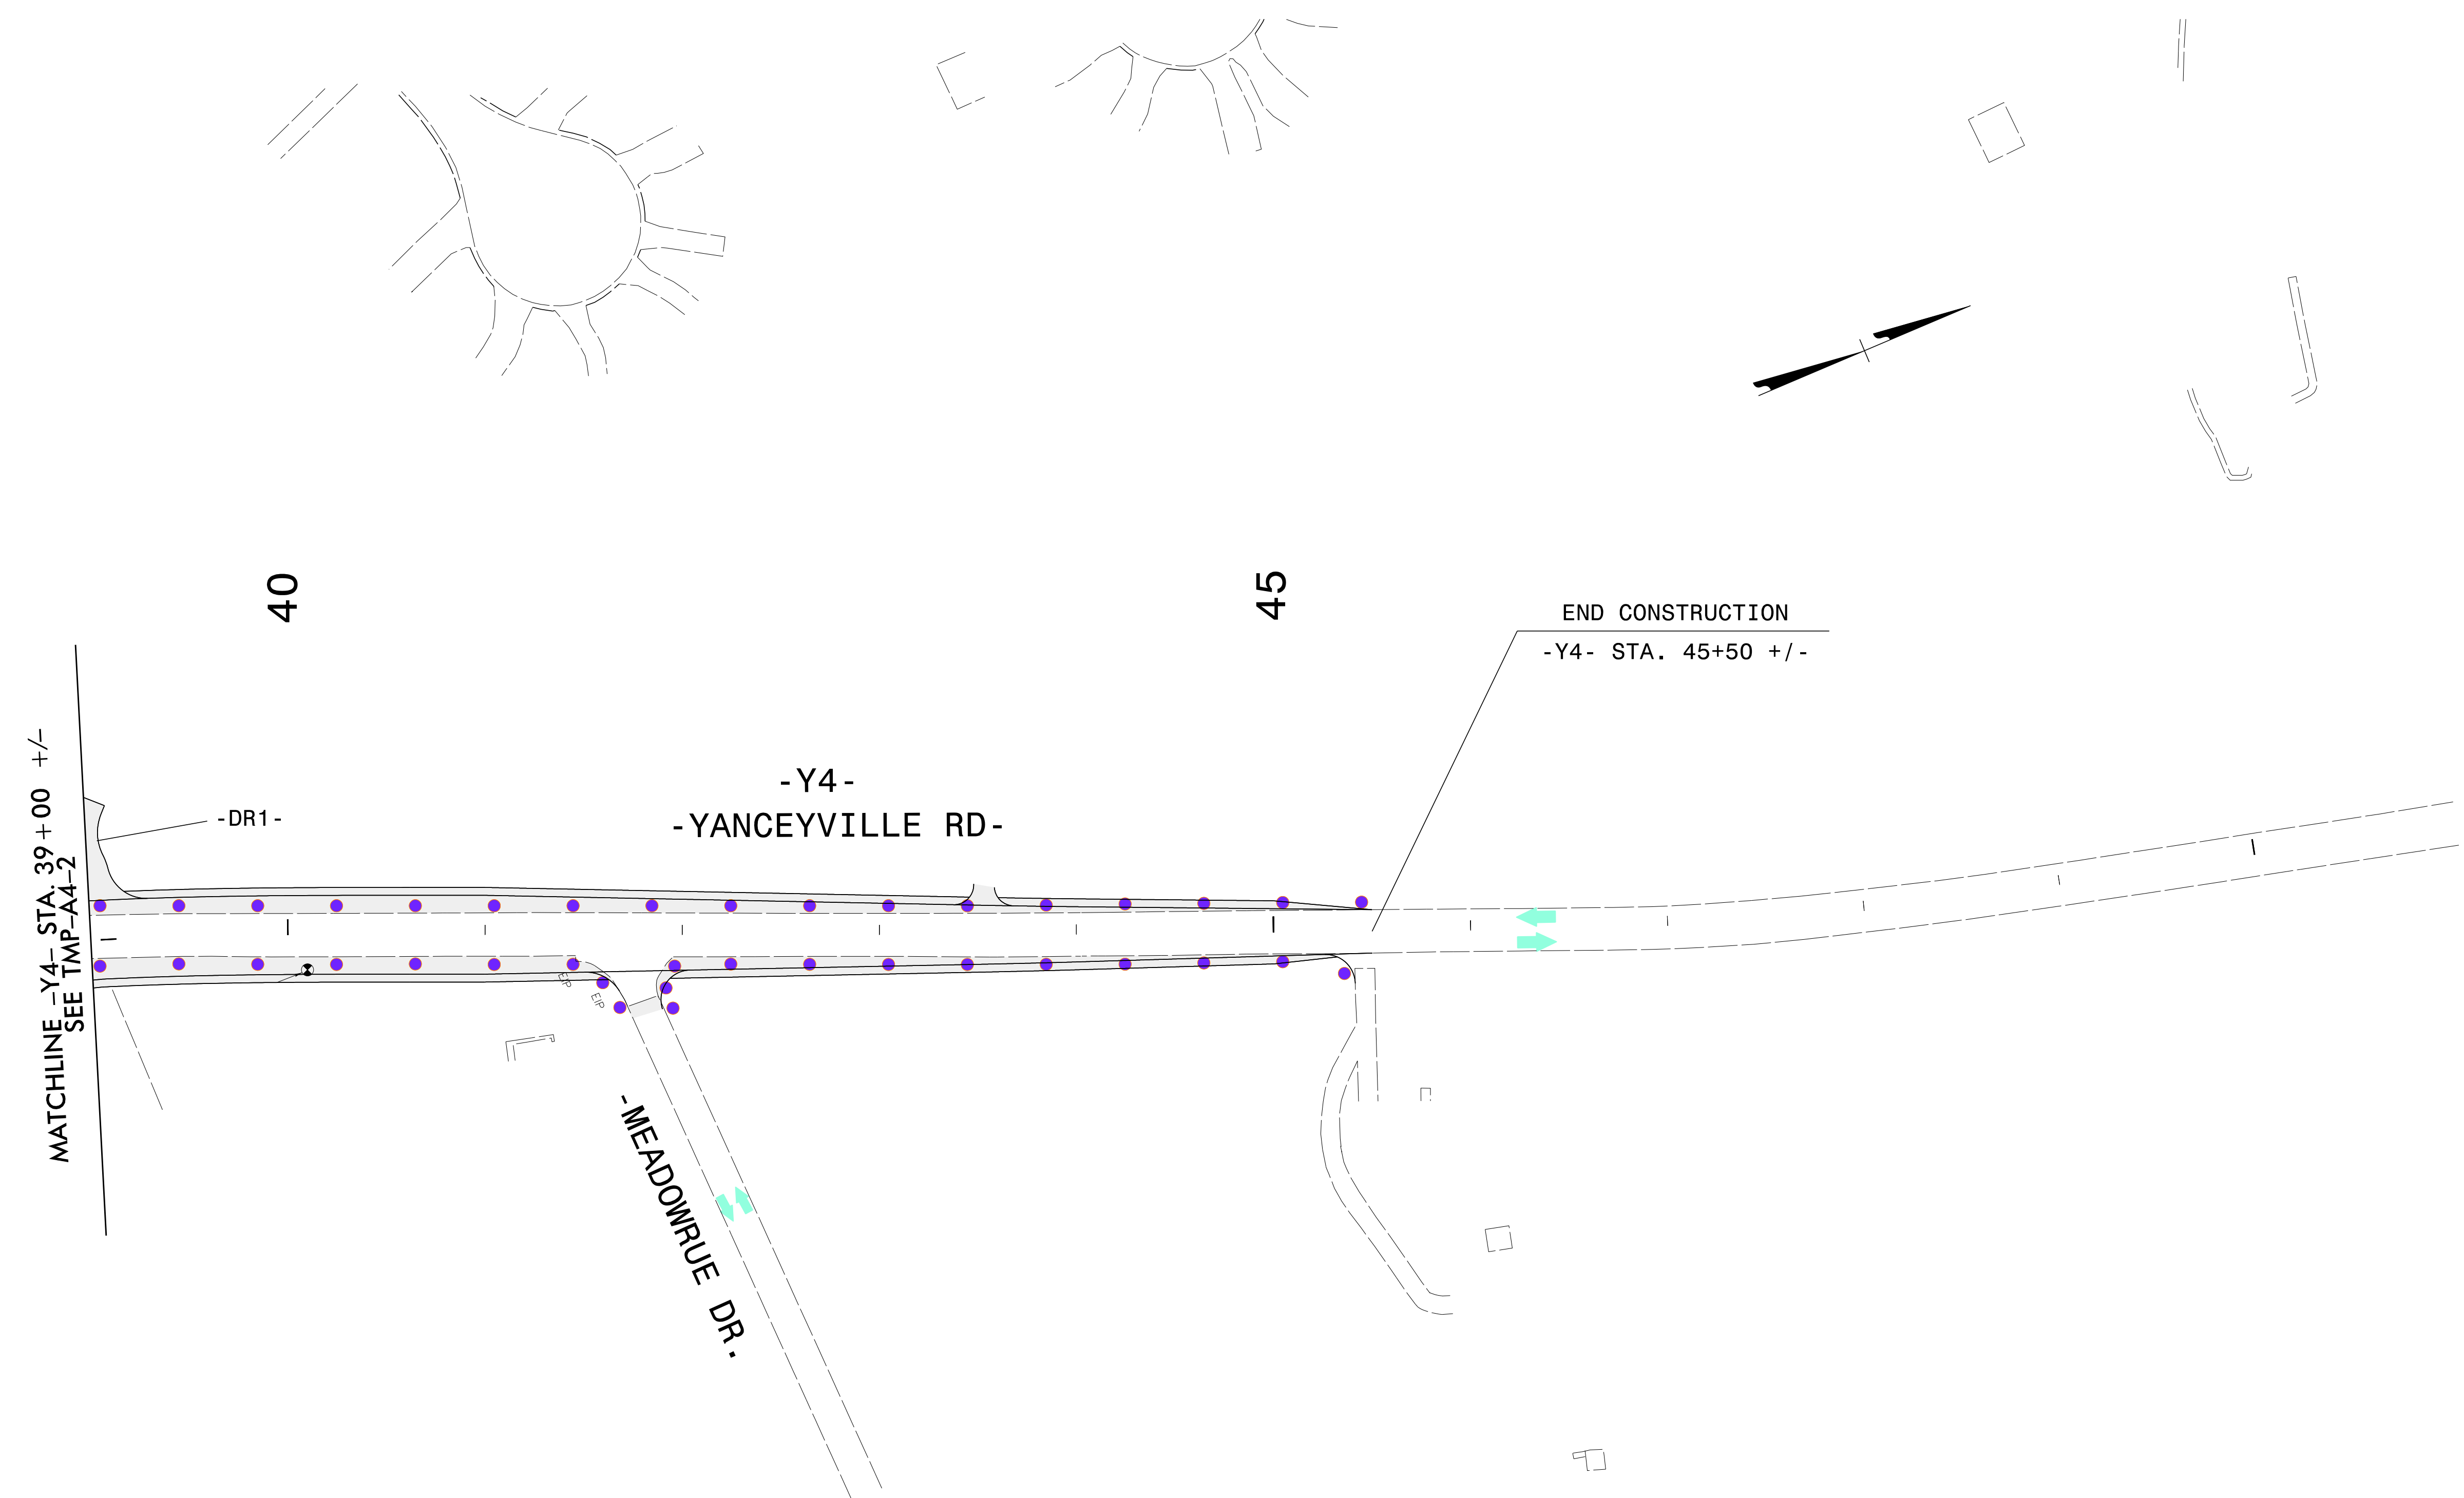 40
45
END CONSTRUCTION
-Y4- STA. 45+50 +/-
MATCHLINE -Y4- STA. 39+00 +/-
SEE TMP-A4-2
-DR1-
-Y4-
-YANCEYVILLE RD-
EIP
EIP
-MEADOWRUE DR.